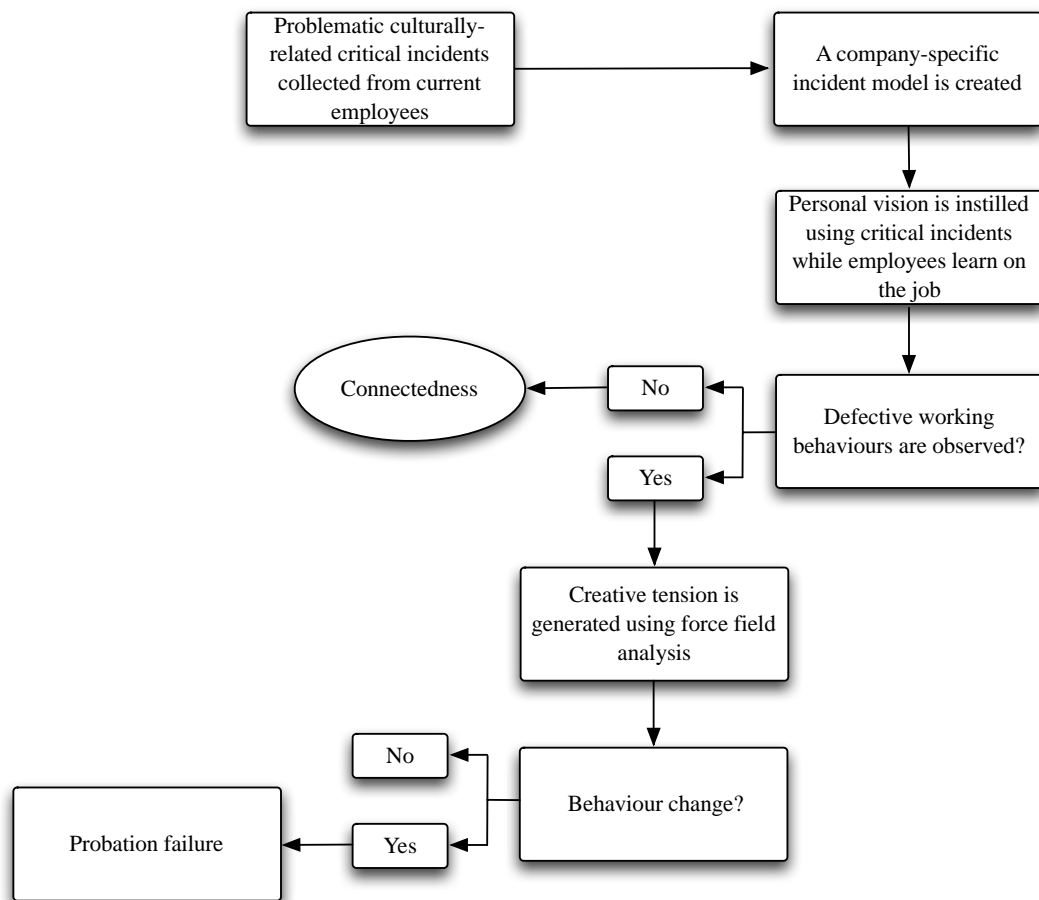 Problematic culturally-
related critical incidents
collected from current
employees
A company-specific
incident model is created
Personal vision is instilled
using critical incidents
while employees learn on
the job
Connectedness
No
Defective working
behaviours are observed?
Yes
Creative tension is
generated using force field
analysis
No
Behaviour change?
Probation failure
Yes